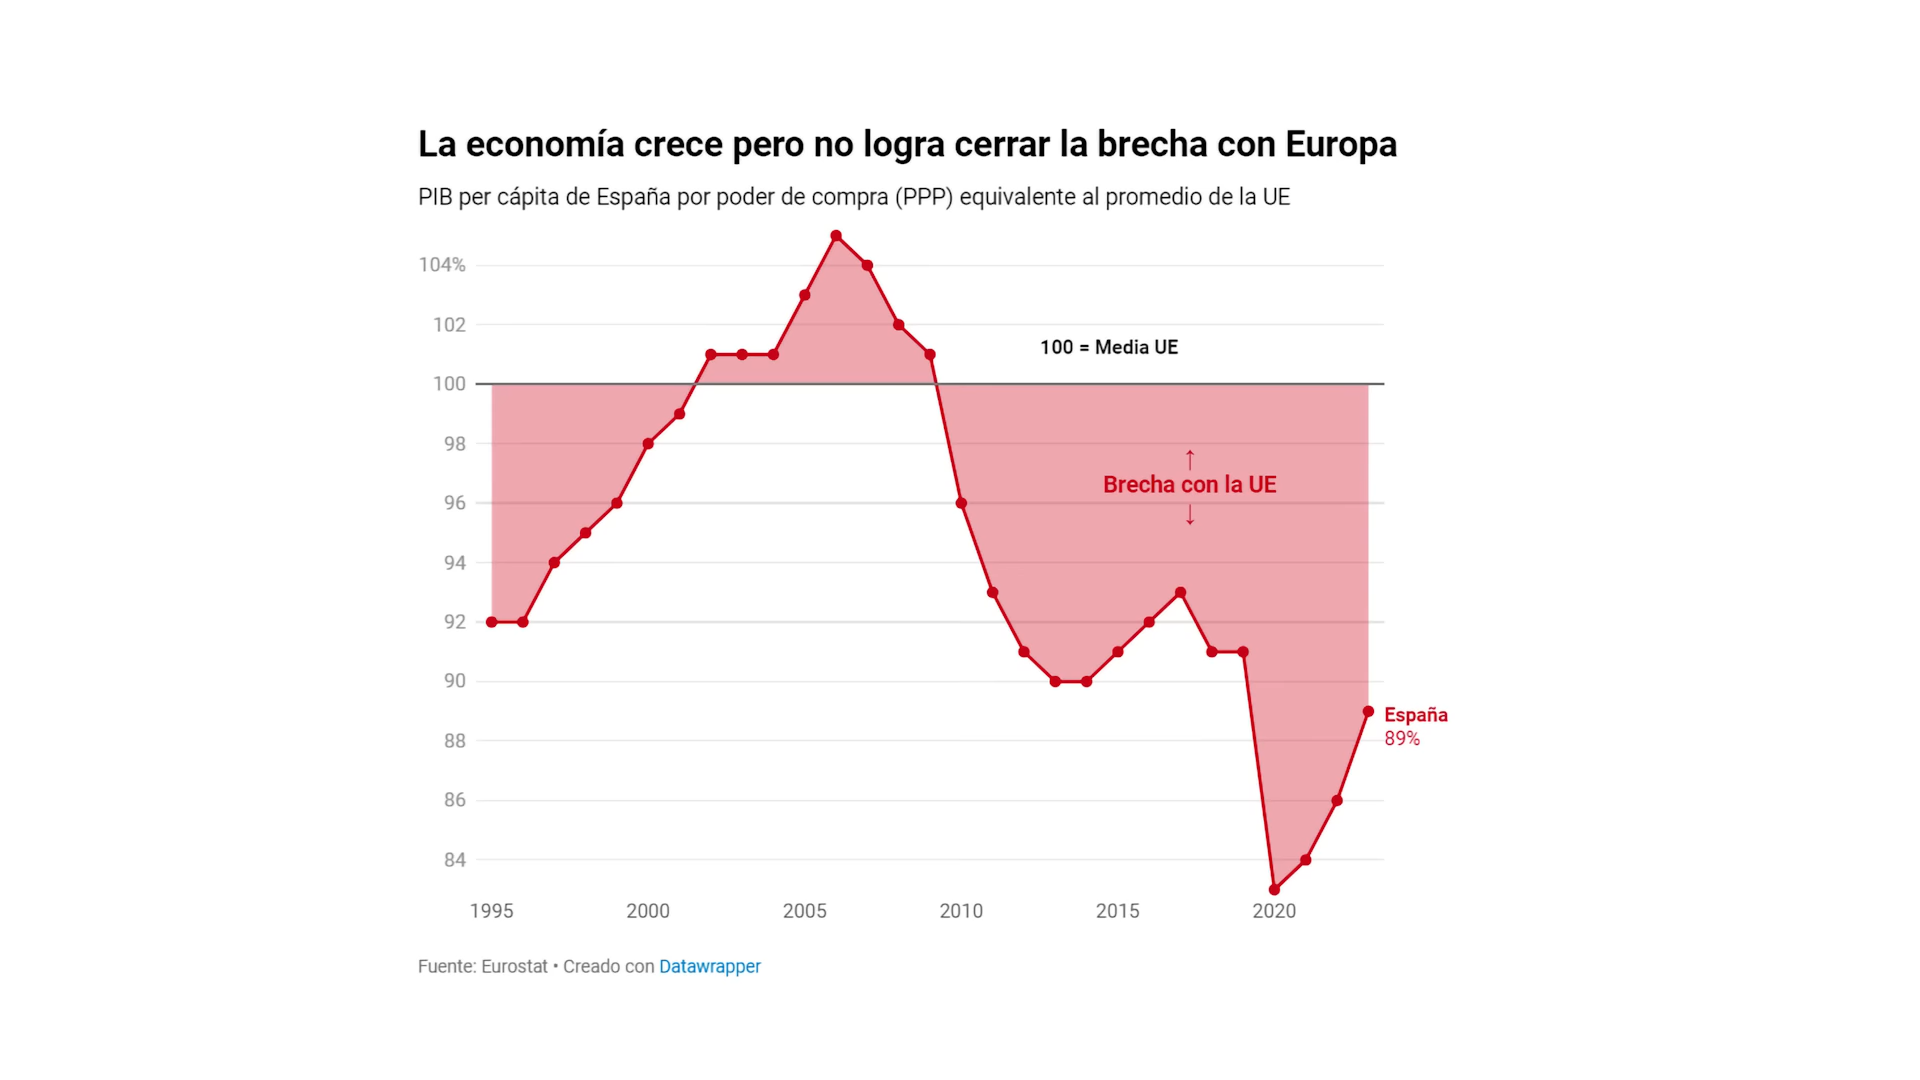 La economía crece pero no logra cerrar la brecha con Europa
PIB per cápita de España por poder de compra (PPP) equivalente al promedio de la UE
104%
102
100 = Media UE
100
98
↑
Brecha con la UE
96
↓
94
92
90
España
88
89%
86
84
1995 2000 2005 2010 2015 2020
Fuente: Eurostat • Creado con Datawrapper